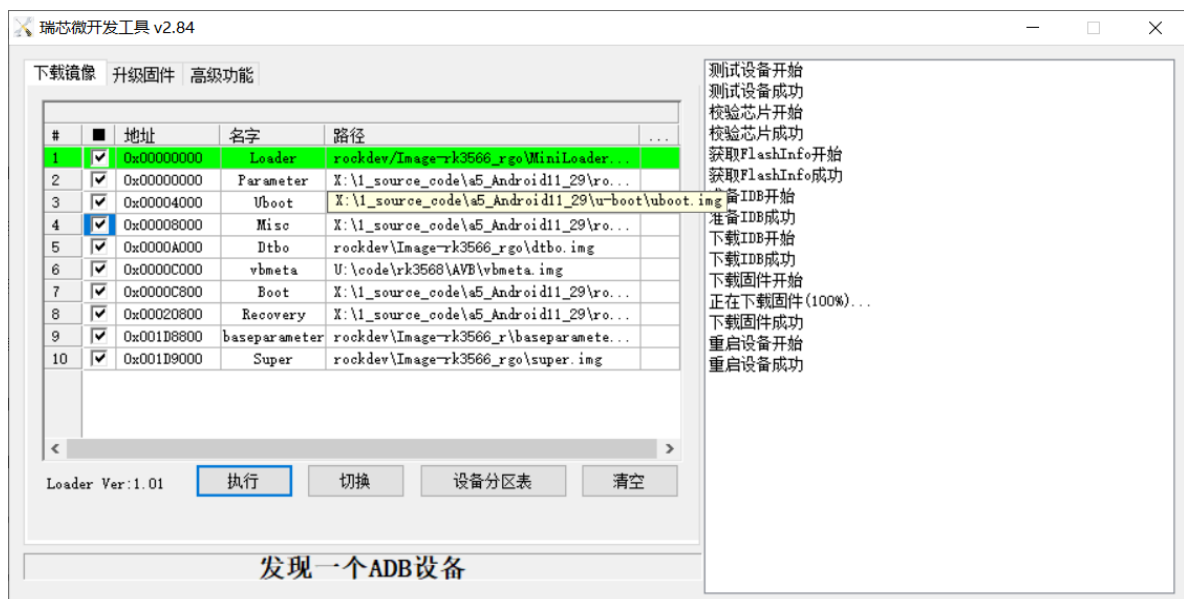 瑞芯微开发工具 v2.84
下载镜像 升级固件 高级功能
# 地址 名字 路径 ...
1 0x00000000 Loader rockdev/Image-rk3566_rgo\MiniLoader...
2 0x00000000 Parameter X:\1_source_code\a5_Android11_29\ro...
3 0x00004000 Uboot X:\1_source_code\a5_Android11_29\u-boot\uboot.img
4 0x00008000 Misc X:\1_source_code\a5_Android11_29\ro...
5 0x0000A000 Dtbo rockdev\Image-rk3566_rgo\dtbo.img
6 0x0000C000 vbmeta U:\code\rk3568\AVB\vbmeta.img
7 0x0000C800 Boot X:\1_source_code\a5_Android11_29\ro...
8 0x00020800 Recovery X:\1_source_code\a5_Android11_29\ro...
9 0x001D8800 baseparameter rockdev\Image-rk3566_r\baseparamete...
10 0x001D9000 Super rockdev\Image-rk3566_rgo\super.img
Loader Ver:1.01 执行 切换 设备分区表 清空
发现一个ADB设备
测试设备开始
测试设备成功
校验芯片开始
校验芯片成功
获取FlashInfo开始
获取FlashInfo成功
备IDB开始
准备IDB成功
下载IDB开始
下载IDB成功
下载固件开始
正在下载固件(100%)...
下载固件成功
重启设备开始
重启设备成功